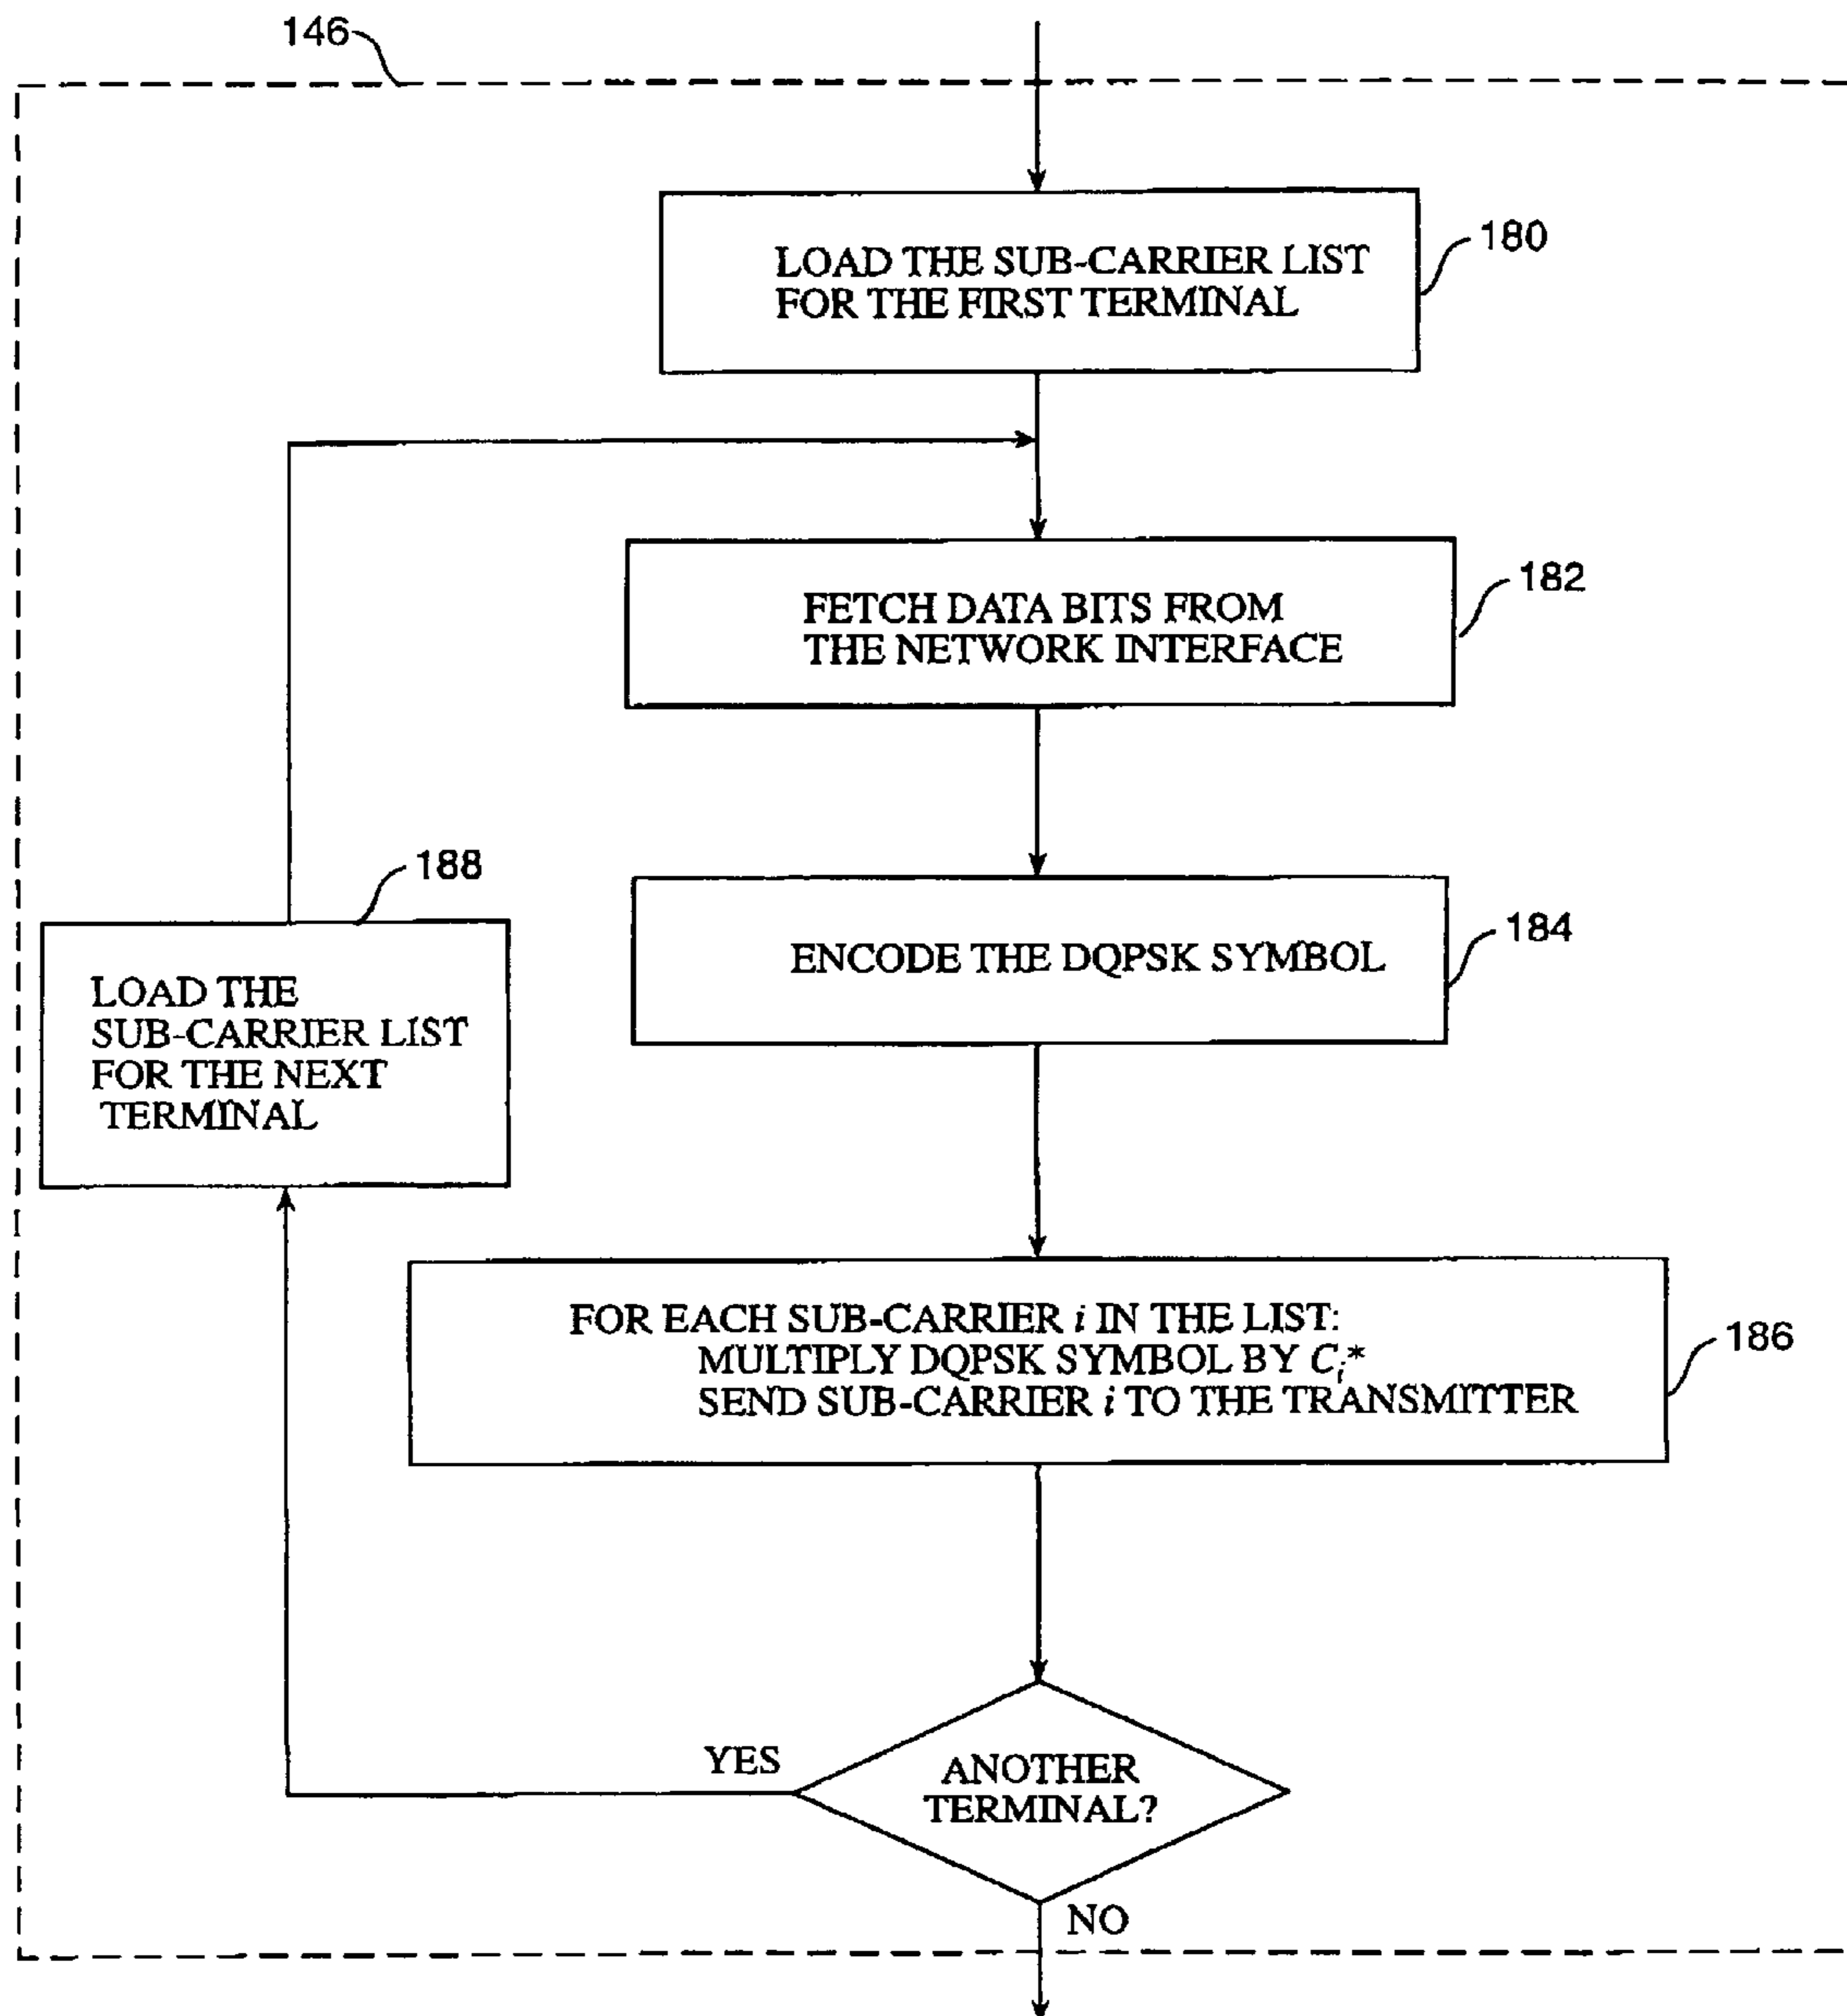 146
LOAD THE SUB-CARRIER LIST
FOR THE FIRST TERMINAL
180
FETCH DATA BITS FROM
THE NETWORK INTERFACE
182
ENCODE THE DQPSK SYMBOL
184
188
LOAD THE
SUB-CARRIER LIST
FOR THE NEXT
TERMINAL
FOR EACH SUB-CARRIER i IN THE LIST:
MULTIPLY DQPSK SYMBOL BY C_i*
SEND SUB-CARRIER i TO THE TRANSMITTER
186
YES
ANOTHER
TERMINAL?
NO